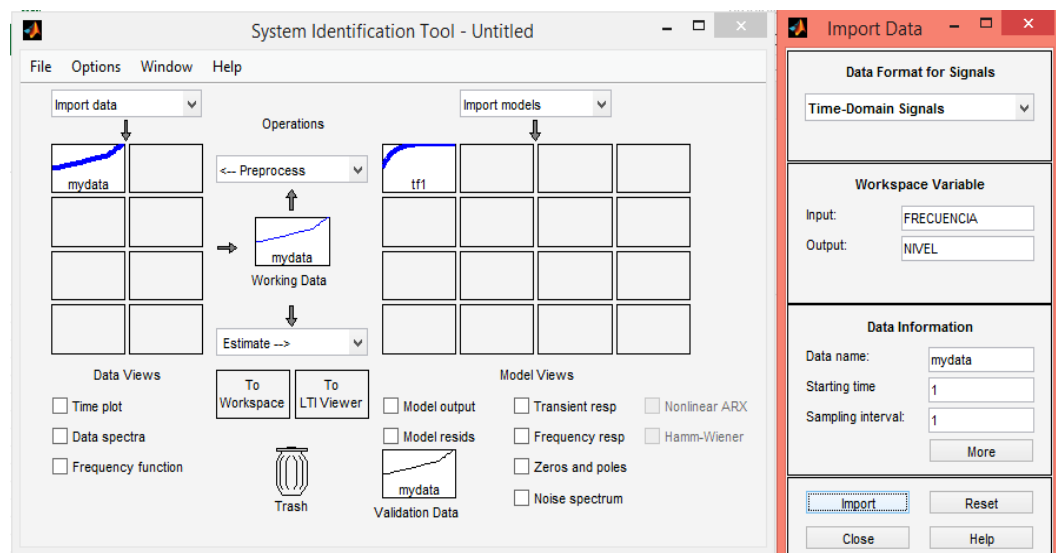 System Identification Tool - Untitled
File Options Window Help
Import data
Import models
Operations
mydata
<-- Preprocess
tf1
mydata
Working Data
Estimate -->
Data Views
To Workspace
To LTI Viewer
Model Views
Time plot
Data spectra
Frequency function
Trash
Model output
Transient resp
Nonlinear ARX
Model resids
Frequency resp
Hamm-Wiener
Zeros and poles
Noise spectrum
mydata
Validation Data
Import Data
Data Format for Signals
Time-Domain Signals
Workspace Variable
Input: FRECUENCIA
Output: NIVEL
Data Information
Data name: mydata
Starting time 1
Sampling interval: 1
More
Import Reset
Close Help